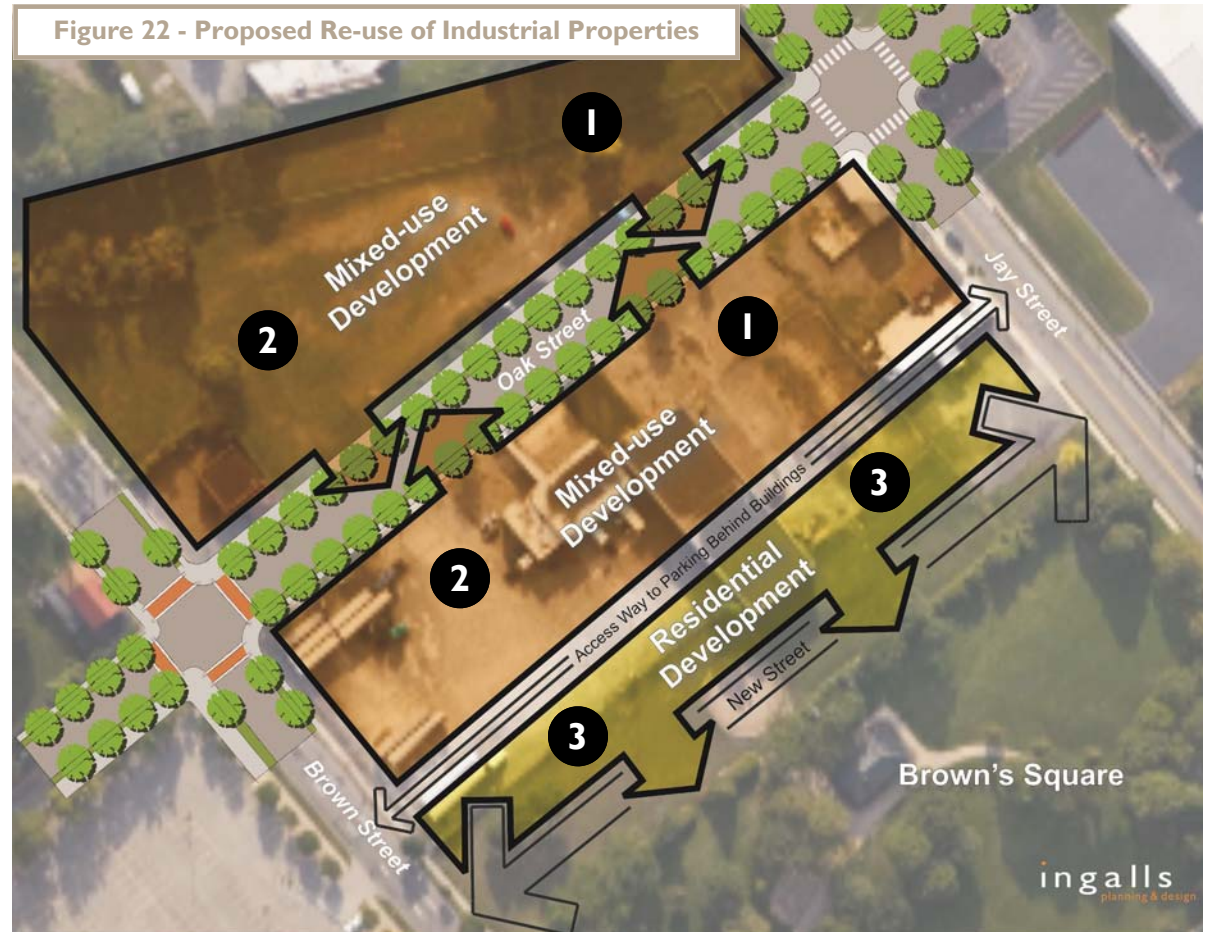 Figure 22 - Proposed Re-use of Industrial Properties
1
Mixed-use
Development
2
Oak Street
Jay Street
1
Mixed-use
Development
2
Access Way to Parking Behind Buildings
3
Residential
Development
New Street
3
Brown Street
Brown's Square
ingalls
planning & design